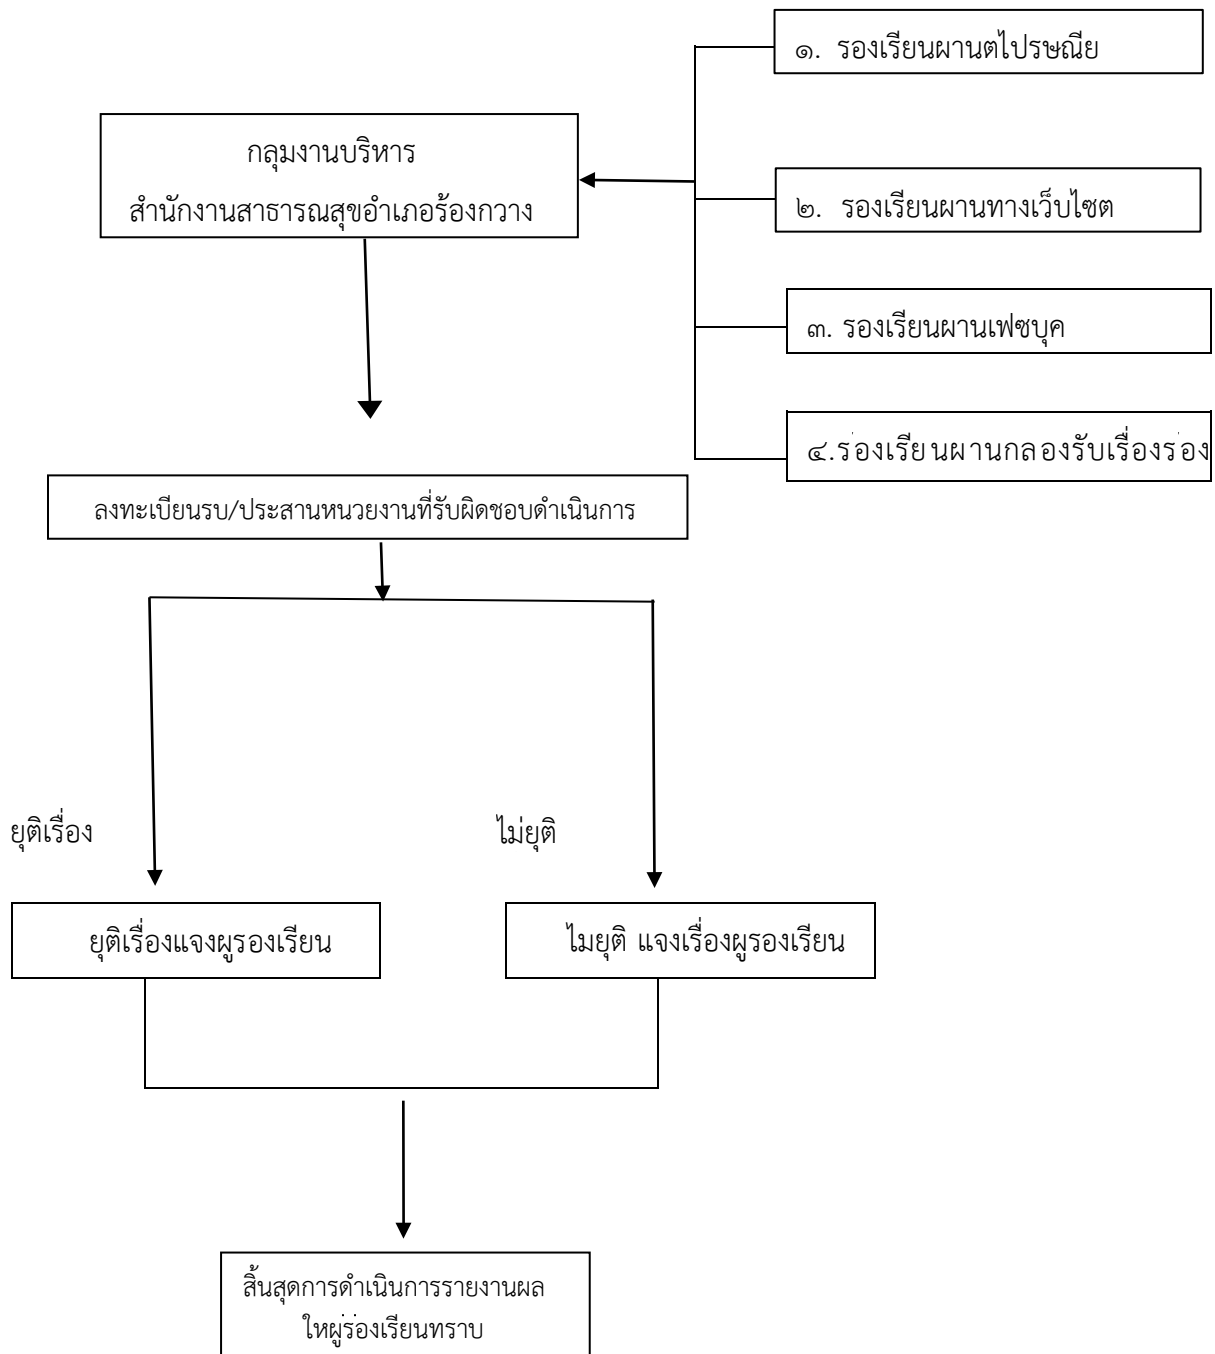 ๑. รองเรียนผานตไปรษณีย
กลุมงานบริหาร
สำนักงานสาธารณสุขอำเภอร้องกวาง
๒. รองเรียนผานทางเว็บไซต
๓. รองเรียนผานเฟซบุค
๔.ร่องเรียนผานกลองรับเรื่องร่อง
ลงทะเบียนรบ/ประสานหนวยงานที่รับผิดชอบดำเนินการ
ยุติเรื่อง
ไม่ยุติ
ยุติเรื่องแจงผูรองเรียน
ไมยุติ แจงเรื่องผูรองเรียน
สิ้นสุดการดำเนินการรายงานผล
ใหผู่ร่องเรียนทราบ